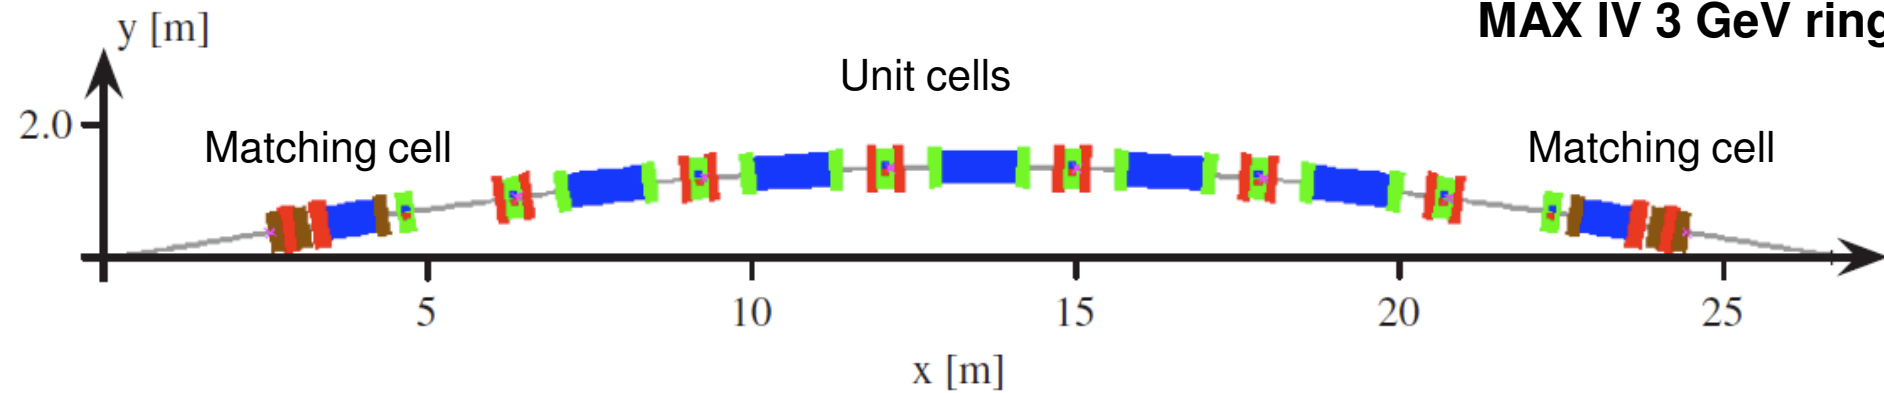 MAX IV 3 GeV ring
y [m]
Unit cells
2.0
Matching cell
Matching cell
5 10 15 20 25
x [m]